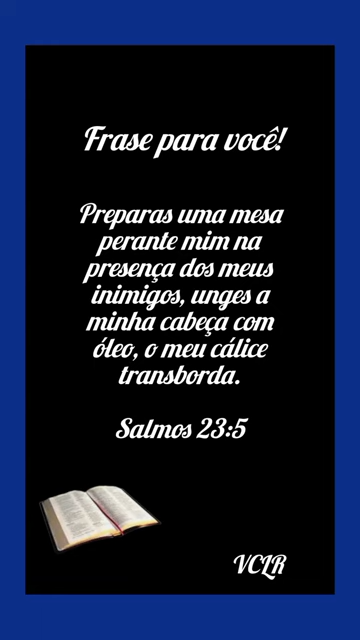 Frase para você!
Preparas uma mesa
perante mim na
presença dos meus
inimigos, unges a
minha cabeça com
óleo, o meu cálice
transborda.
Salmos 23:5
VCLR